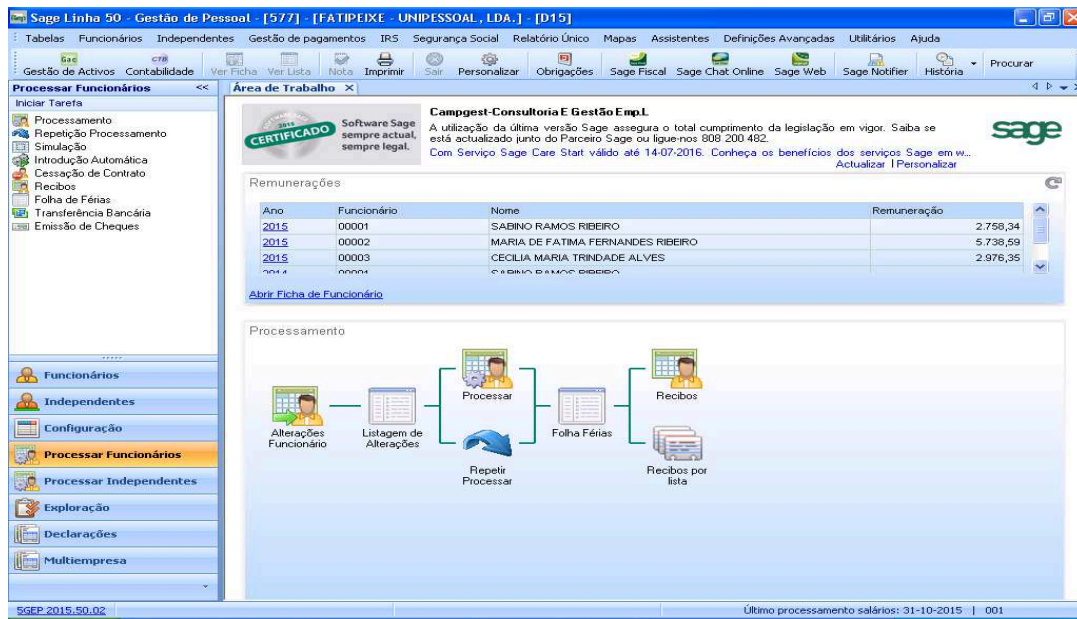 Sage Linha 50 - Gestão de Pessoal - [577] - [FATIPEIXE - UNIPESSOAL, LDA.] - [D15]
Tabelas Funcionários Independentes Gestão de pagamentos IRS Segurança Social Relatório Único Mapas Assistentes Definições Avançadas Utilitários Ajuda
Gac CTB
Gestão de Activos Contabilidade Ver Ficha Ver Lista Nota Imprimir Sair Personalizar Obrigações Sage Fiscal Sage Chat Online Sage Web Sage Notifier História Procurar
Processar Funcionários <<
Iniciar Tarefa
Processamento
Repetição Processamento
Simulação
Introdução Automática
Cessação de Contrato
Recibos
Folha de Férias
Transferência Bancária
Emissão de Cheques
Funcionários
Independentes
Configuração
Processar Funcionários
Processar Independentes
Exploração
Declarações
Multiempresa
Área de Trabalho X
2015
CERTIFICADO
Software Sage
sempre actual,
sempre legal.
Campgest-Consultoria E Gestão Emp.L
A utilização da última versão Sage assegura o total cumprimento da legislação em vigor. Saiba se
está actualizado junto do Parceiro Sage ou ligue-nos 808 200 482.
Com Serviço Sage Care Start válido até 14-07-2016. Conheça os benefícios dos serviços Sage em w...
Actualizar | Personalizar
sage
Remunerações
Ano Funcionário Nome Remuneração
2015 00001 SABINO RAMOS RIBEIRO 2.758,34
2015 00002 MARIA DE FATIMA FERNANDES RIBEIRO 5.738,59
2015 00003 CECILIA MARIA TRINDADE ALVES 2.976,35
2014 00001 SABINO RAMOS RIBEIRO
Abrir Ficha de Funcionário
Processamento
Alterações
Funcionário
Listagem de
Alterações
Processar
Repetir
Processar
Folha Férias
Recibos
Recibos por
lista
SGEP 2015.50.02
Último processamento salários: 31-10-2015 | 001